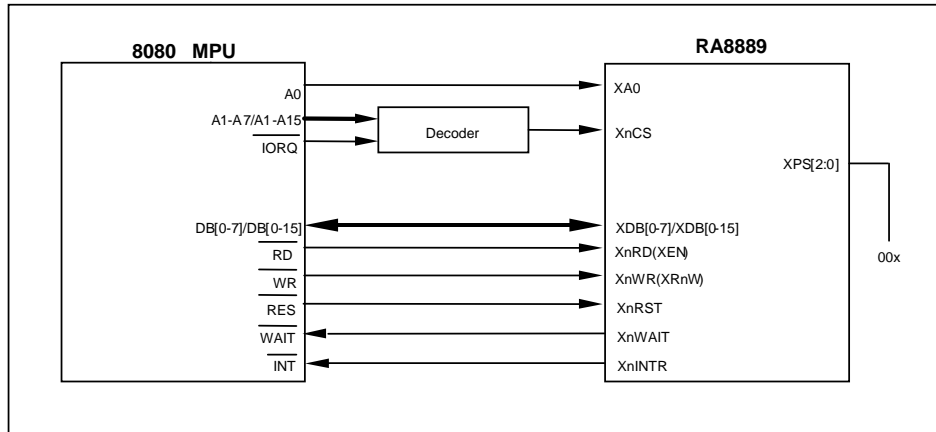 8080 MPU
RA8889
A0
XA0
A1-A7/A1-A15
Decoder
XnCS
IORQ
XPS[2:0]
DB[0-7]/DB[0-15]
XDB[0-7]/XDB[0-15]
RD
XnRD(XEN)
00x
WR
XnWR(XRnW)
RES
XnRST
WAIT
XnWAIT
INT
XnINTR